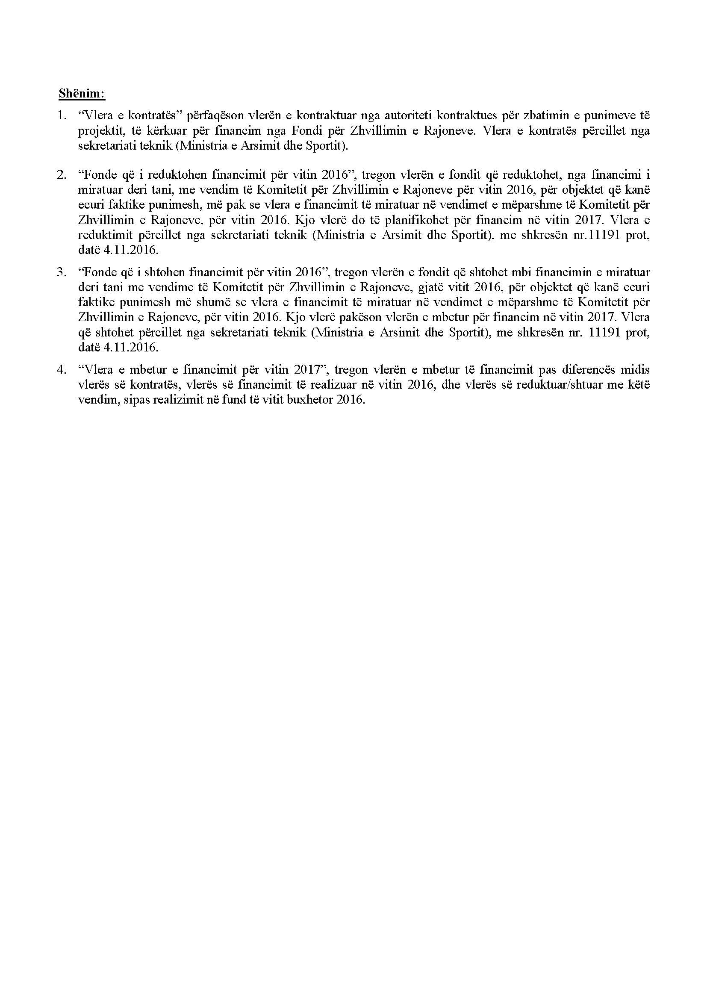 Shënim:
1. “Vlera e kontratës” përfaqëson vlerën e kontraktuar nga autoriteti kontraktues për zbatimin e punimeve të
projektit, të kërkuar për financim nga Fondi për Zhvillimin e Rajoneve. Vlera e kontratës përcillet nga
sekretariati teknik (Ministria e Arsimit dhe Sportit).
2. “Fonde që i reduktohen financimit për vitin 2016”, tregon vlerën e fondit që reduktohet, nga financimi i
miratuar deri tani, me vendim të Komitetit për Zhvillimin e Rajoneve për vitin 2016, për objektet që kanë
ecuri faktike punimesh, më pak se vlera e financimit të miratuar në vendimet e mëparshme të Komitetit për
Zhvillimin e Rajoneve, për vitin 2016. Kjo vlerë do të planifikohet për financim në vitin 2017. Vlera e
reduktimit përcillet nga sekretariati teknik (Ministria e Arsimit dhe Sportit), me shkresën nr.11191 prot,
datë 4.11.2016.
3. “Fonde që i shtohen financimit për vitin 2016”, tregon vlerën e fondit që shtohet mbi financimin e miratuar
deri tani me vendime të Komitetit për Zhvillimin e Rajoneve, gjatë vitit 2016, për objektet që kanë ecuri
faktike punimesh më shumë se vlera e financimit të miratuar në vendimet e mëparshme të Komitetit për
Zhvillimin e Rajoneve, për vitin 2016. Kjo vlerë pakëson vlerën e mbetur për financim në vitin 2017. Vlera
që shtohet përcillet nga sekretariati teknik (Ministria e Arsimit dhe Sportit), me shkresën nr. 11191 prot,
datë 4.11.2016.
4. “Vlera e mbetur e financimit për vitin 2017”, tregon vlerën e mbetur të financimit pas diferencës midis
vlerës së kontratës, vlerës së financimit të realizuar në vitin 2016, dhe vlerës së reduktuar/shtuar me këtë
vendim, sipas realizimit në fund të vitit buxhetor 2016.